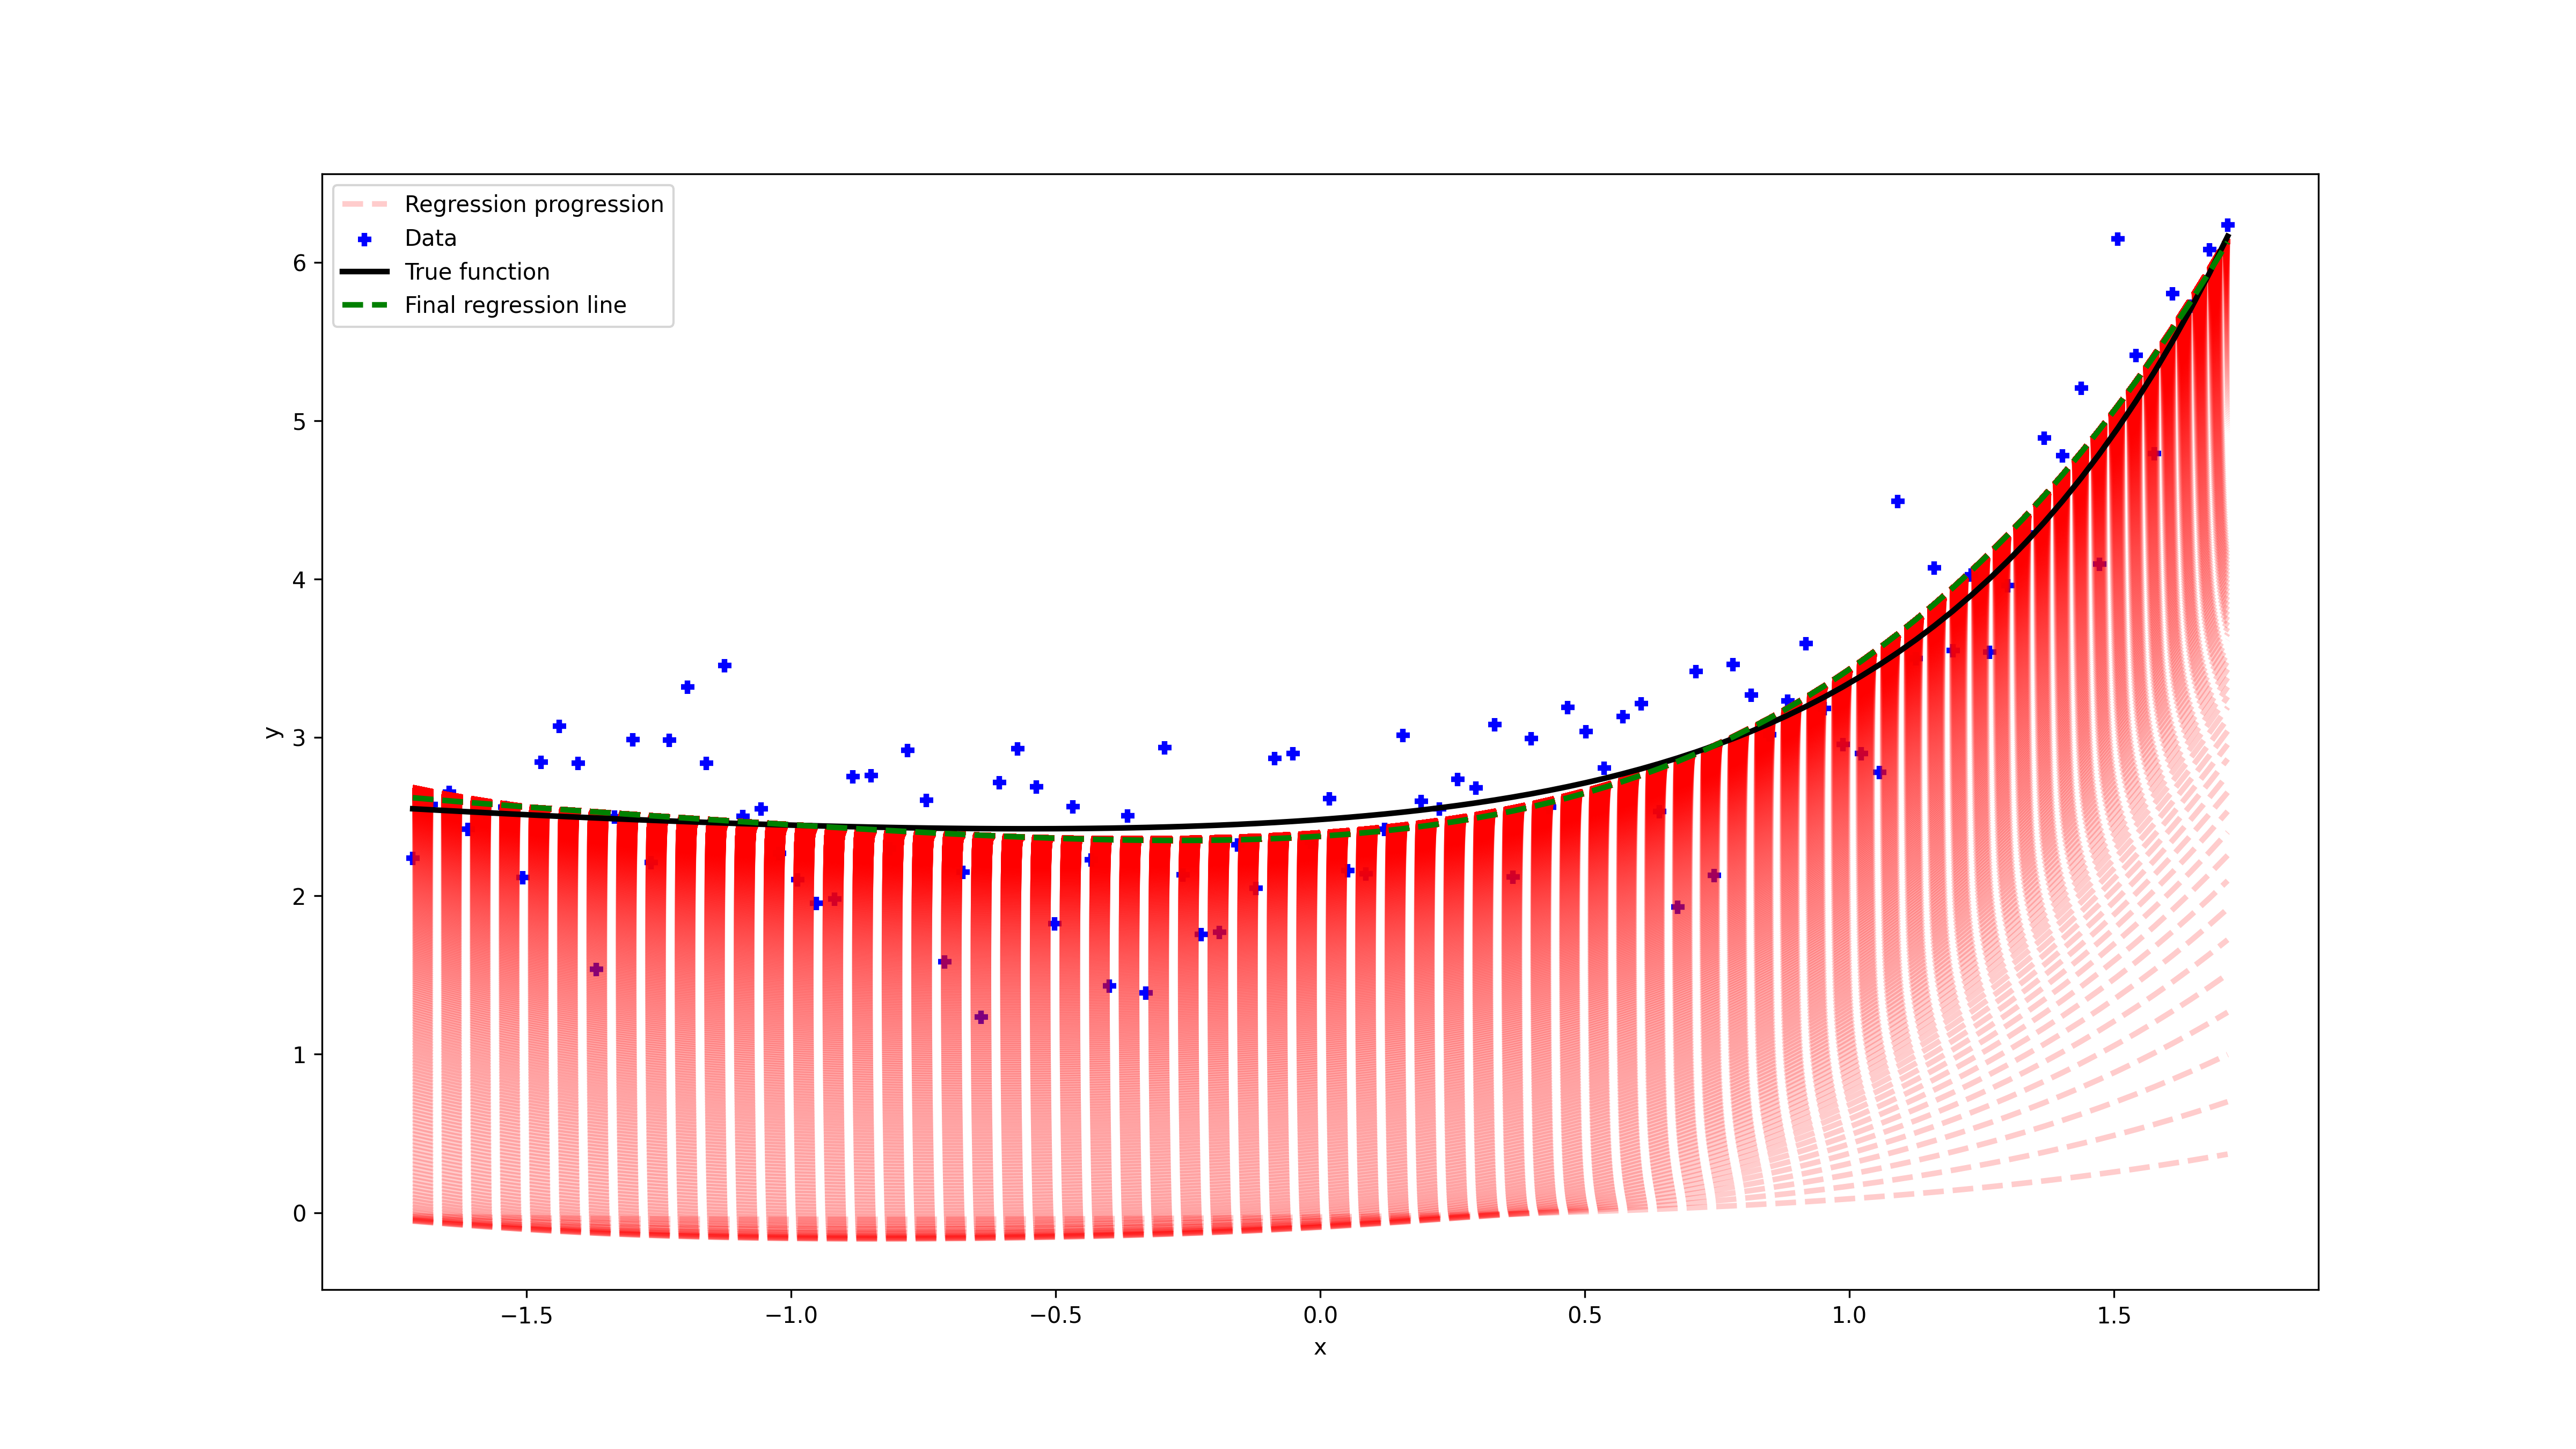 Regression progression
Data
True function
Final regression line
6
5
4
3
2
1
0
y
−1.5 −1.0 −0.5 0.0 0.5 1.0 1.5
x